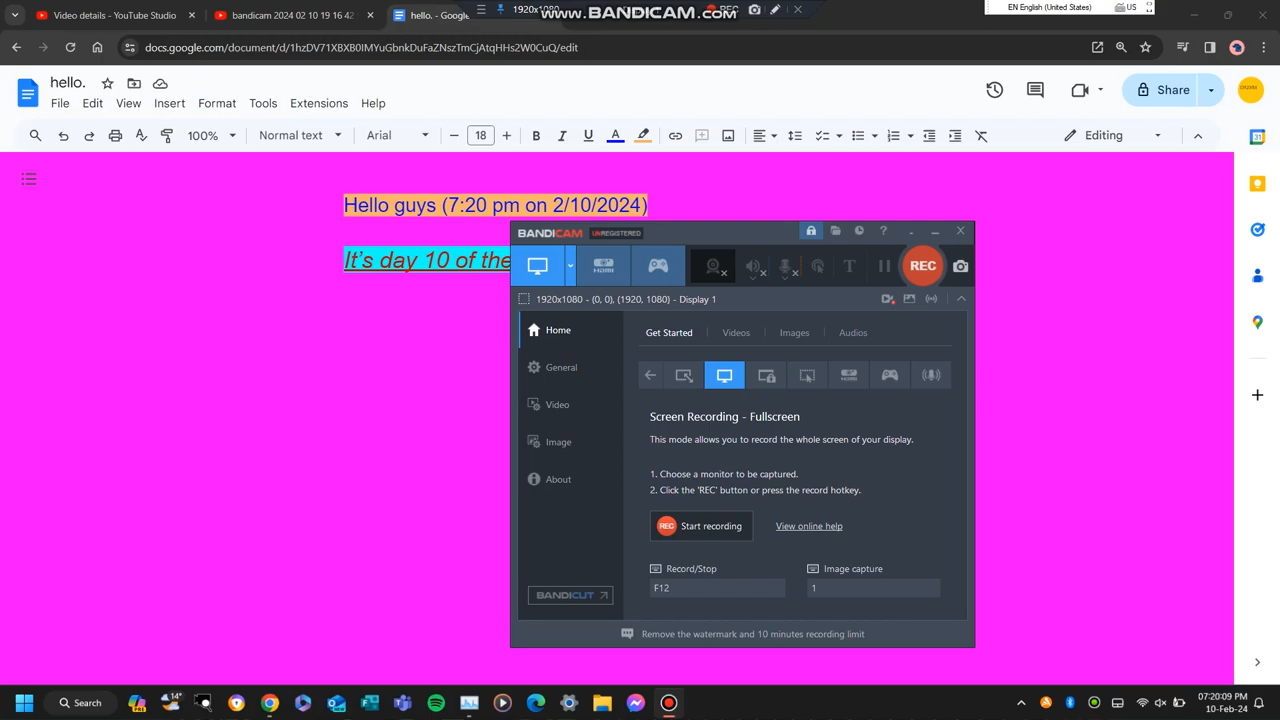 Video details - YouTube Studio
bandicam 2024 02 10 18 16 42
hello. - Google
1920x1080
REC
www.BANDICAM.com
EN English (United States) US
docs.google.com/document/d/1hzDV71XBXB0IMYuGbnkDuFaZNszTmCjAtqHHs2W0CuQ/edit
hello.
Share
File Edit View Insert Format Tools Extensions Help
100% Normal text Arial 18 B I U A Editing
Hello guys (7:20 pm on 2/10/2024)
It's day 10 of the
BANDICAM UNREGISTERED
HDMI T REC
1920x1080 - (0, 0), (1920, 1080) - Display 1
Home
General
Video
Image
About
Get Started Videos Images Audios
Screen Recording - Fullscreen
This mode allows you to record the whole screen of your display.
1. Choose a monitor to be captured.
2. Click the 'REC' button or press the record hotkey.
REC Start recording View online help
Record/Stop Image capture
F12 1
BANDICUT
Remove the watermark and 10 minutes recording limit
Search
14°
07:20:09 PM
10-Feb-24